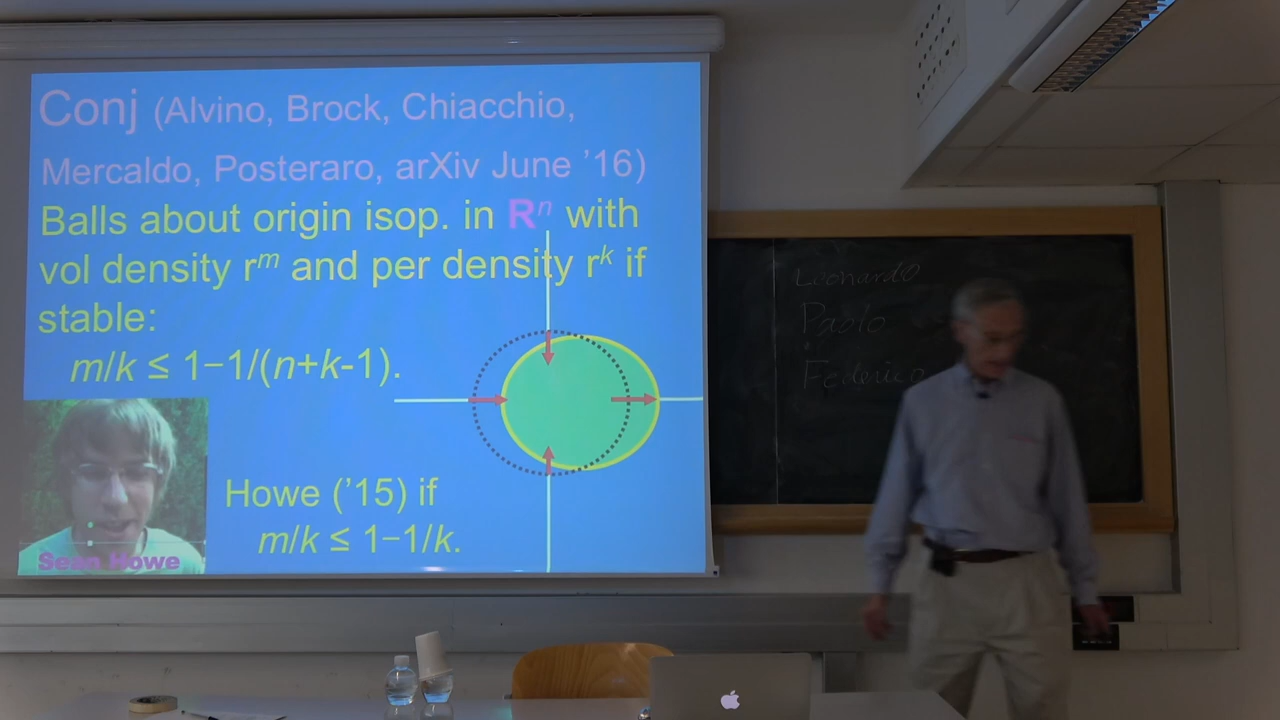 Conj (Alvino, Brock, Chiacchio,
Mercaldo, Posteraro, arXiv June ’16)
Balls about origin isop. in Rⁿ with
vol density rᵐ and per density rᵏ if
stable:
m/k ≤ 1−1/(n+k-1).
Howe (’15) if
m/k ≤ 1−1/k.
Sean Howe
Leonardo
Paolo
Federico